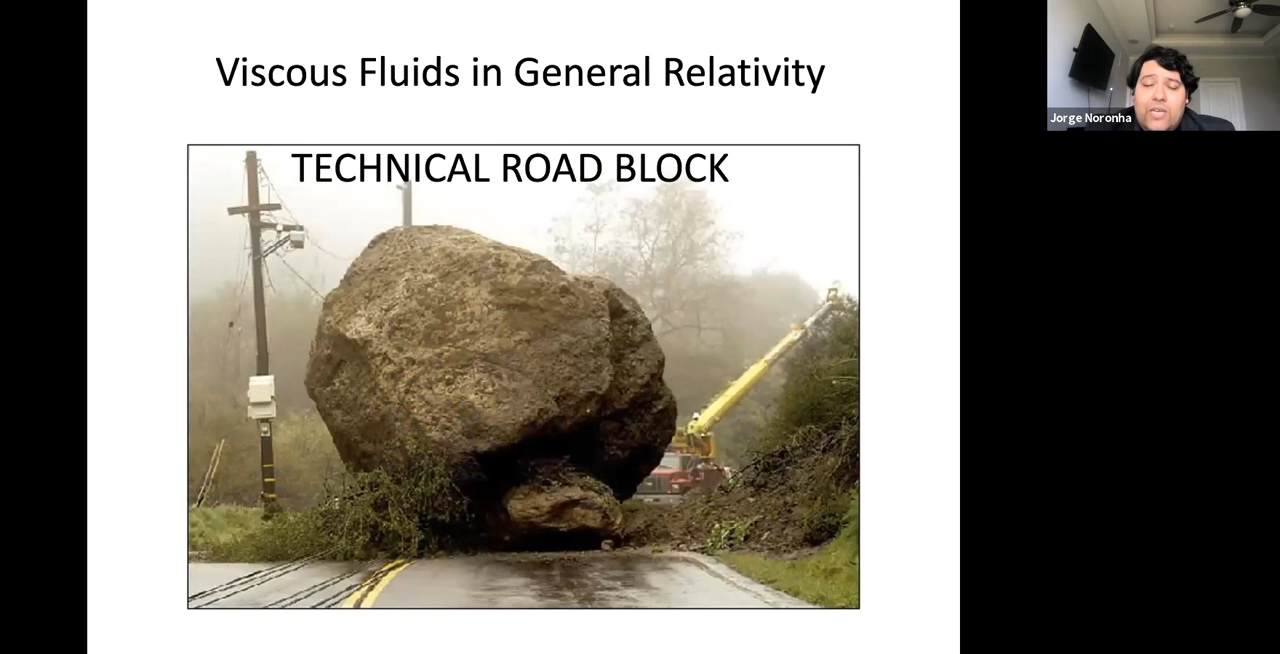 Viscous Fluids in General Relativity
TECHNICAL ROAD BLOCK
Jorge Noronha